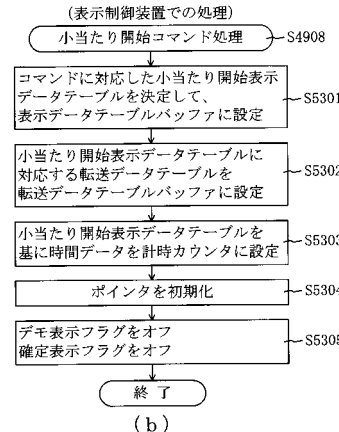 (表示制御装置での処理)
小当たり開始コマンド処理
S4908
コマンドに対応した小当たり開始表示
データテーブルを決定して、
表示データテーブルバッファに設定
S5301
小当たり開始表示データテーブルに
対応する転送データテーブルを
転送データテーブルバッファに設定
S5302
小当たり開始表示データテーブルを
基に時間データを計時カウンタに設定
S5303
ポインタを初期化
S5304
デモ表示フラグをオフ
確定表示フラグをオフ
S5305
終了
(b)